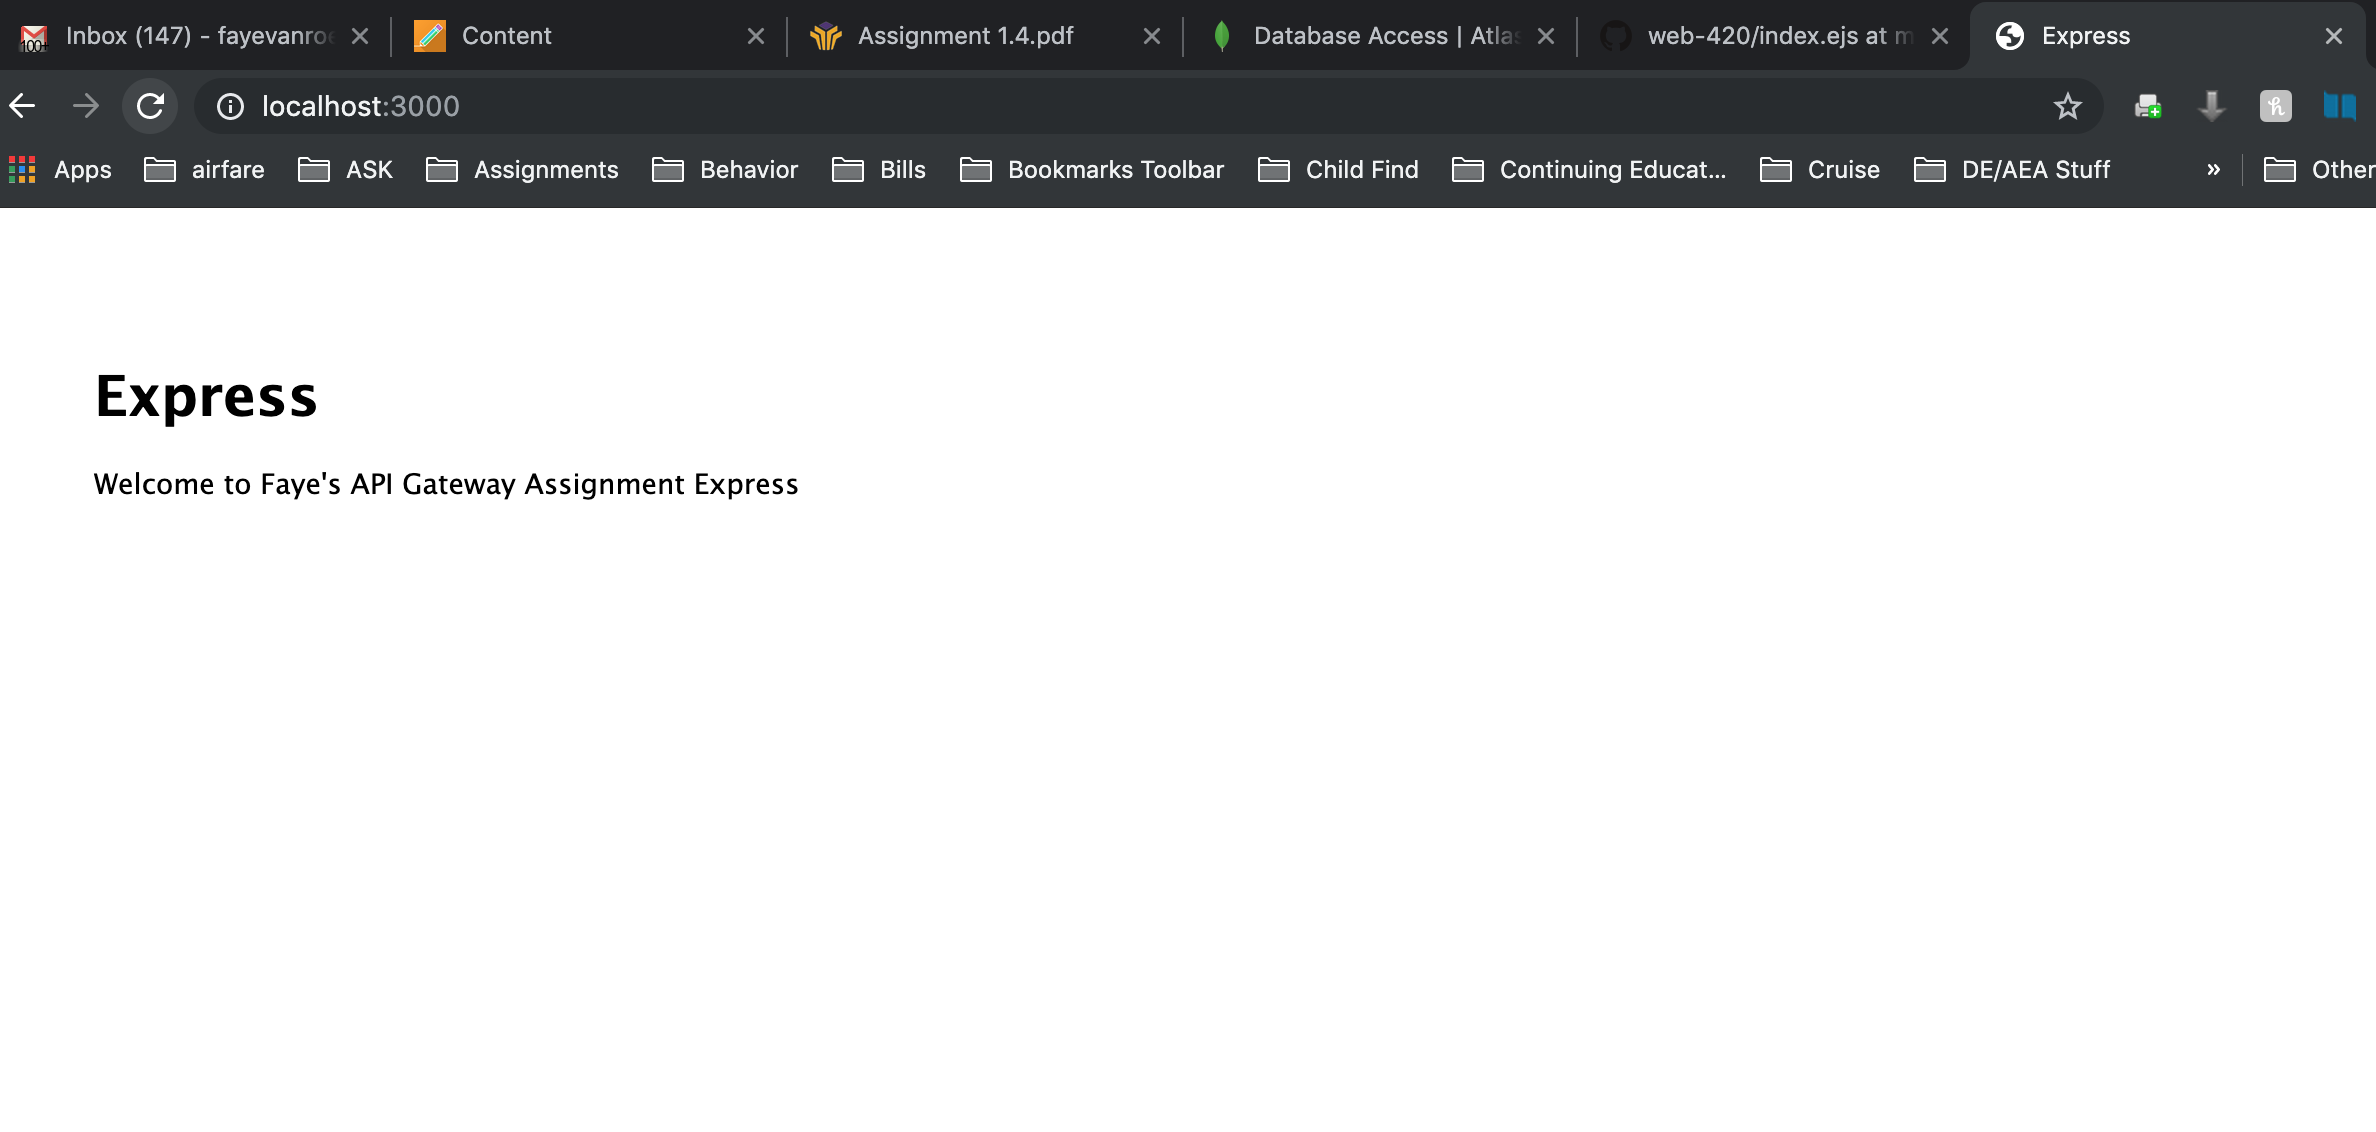 Inbox (147) - fayevanroe
Content
Assignment 1.4.pdf
Database Access | Atlas
web-420/index.ejs at m
Express
100+
localhost:3000
Apps
airfare
ASK
Assignments
Behavior
Bills
Bookmarks Toolbar
Child Find
Continuing Educat...
Cruise
DE/AEA Stuff
»
Other
Express
Welcome to Faye's API Gateway Assignment Express